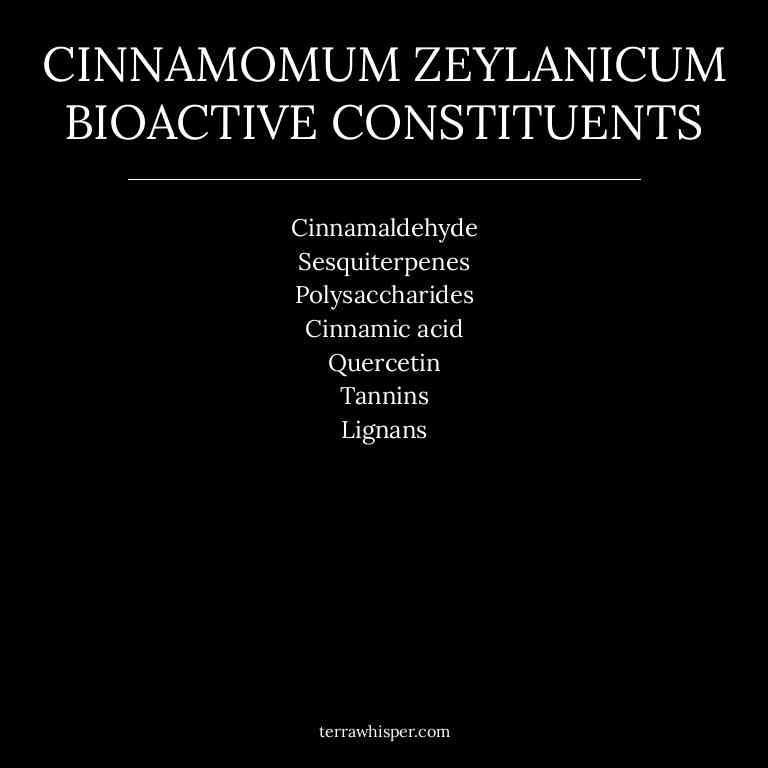 CINNAMOMUM ZEYLANICUM
BIOACTIVE CONSTITUENTS
Cinnamaldehyde
Sesquiterpenes
Polysaccharides
Cinnamic acid
Quercetin
Tannins
Lignans
terrawhisper.com